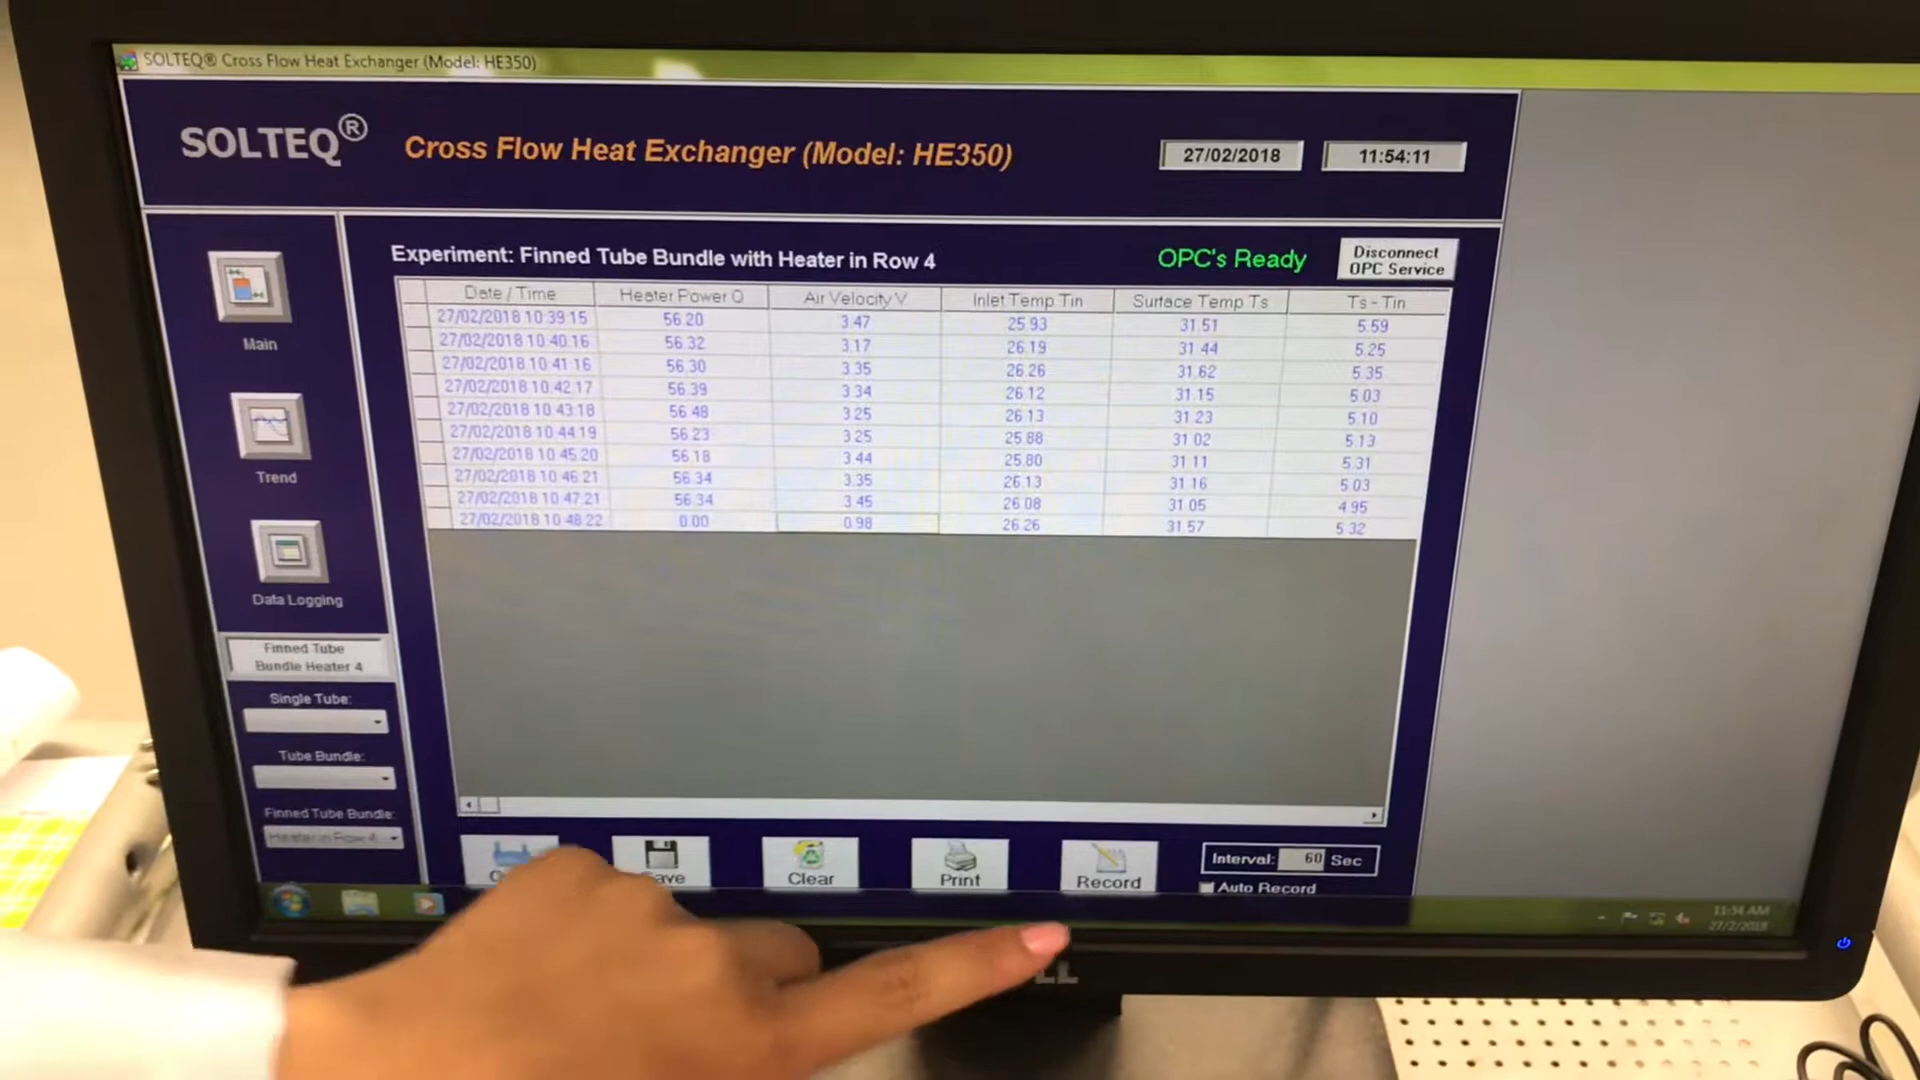 SOLTEQ® Cross Flow Heat Exchanger (Model: HE350)
SOLTEQ® Cross Flow Heat Exchanger (Model: HE350) 27/02/2018 11:54:11
Experiment: Finned Tube Bundle with Heater in Row 4 OPC's Ready Disconnect
OPC Service
Date / Time Heater Power Q Air Velocity V Inlet Temp Tin Surface Temp Ts Ts - Tin
27/02/2018 10:39:15 56.20 3.47 25.93 31.51 5.59
27/02/2018 10:40:16 56.32 3.17 26.19 31.44 5.25
27/02/2018 10:41:16 56.30 3.35 26.26 31.62 5.35
27/02/2018 10:42:17 56.39 3.34 26.12 31.15 5.03
27/02/2018 10:43:18 56.48 3.25 26.13 31.23 5.10
27/02/2018 10:44:19 56.23 3.25 25.88 31.02 5.13
27/02/2018 10:45:20 56.18 3.44 25.80 31.11 5.31
27/02/2018 10:46:21 56.34 3.35 26.13 31.16 5.03
27/02/2018 10:47:21 56.34 3.45 26.08 31.05 4.95
27/02/2018 10:48:22 0.00 0.98 26.26 31.57 5.32
Main
Trend
Data Logging
Finned Tube
Bundle Heater 4
Single Tube:
Tube Bundle:
Finned Tube Bundle:
Heater in Row 4
Clear Print Record Interval: 60 Sec
Auto Record
11:54 AM
27/2/2018